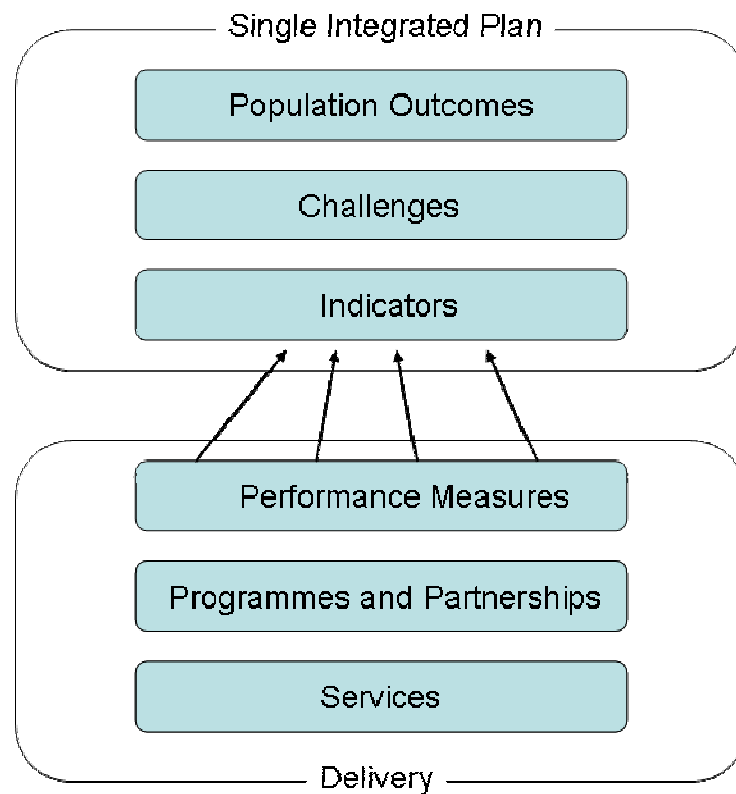 Single Integrated Plan
Population Outcomes
Challenges
Indicators
Performance Measures
Programmes and Partnerships
Services
Delivery